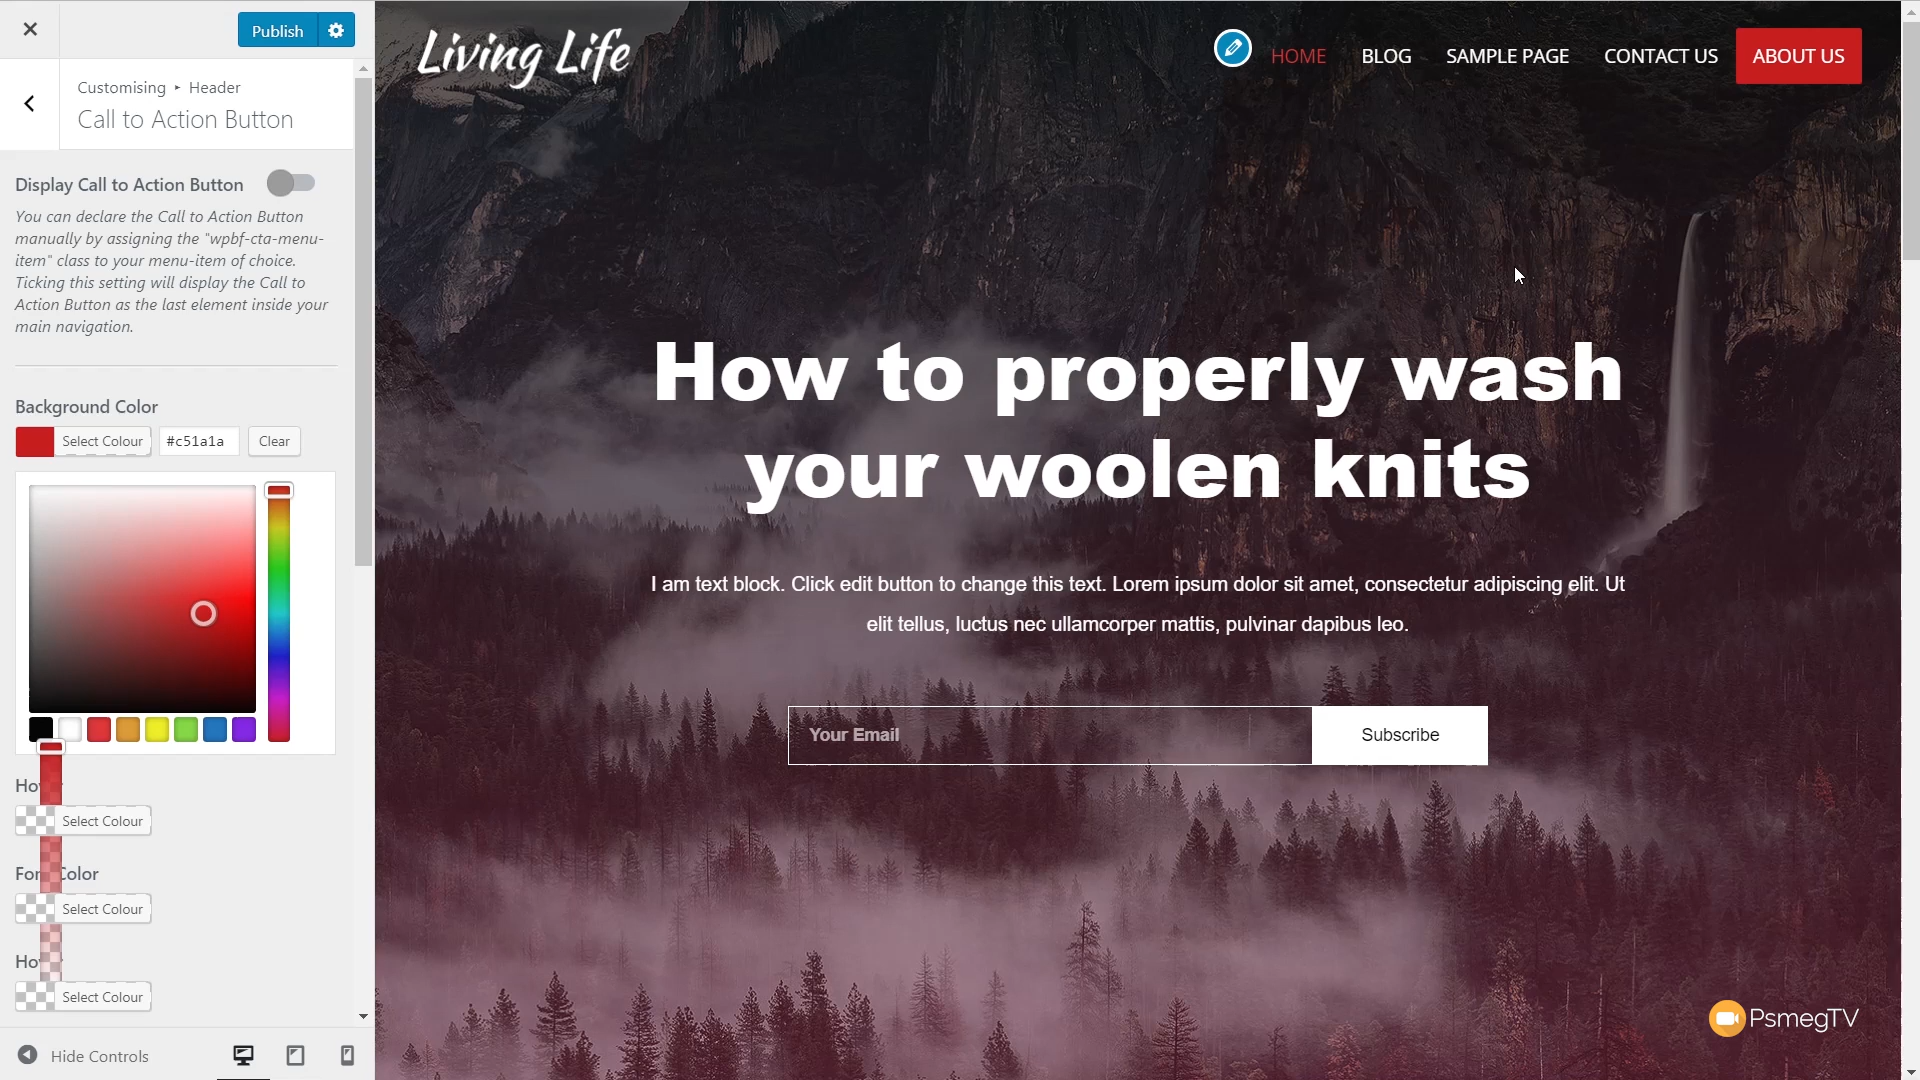 Publish
Customising ▸ Header
Call to Action Button
Display Call to Action Button
You can declare the Call to Action Button
manually by assigning the "wpbf-cta-menu-
item" class to your menu-item of choice.
Ticking this setting will display the Call to
Action Button as the last element inside your
main navigation.
Background Color
Select Colour #c51a1a Clear
Select Colour
Color
Select Colour
Select Colour
Hide Controls
Living Life
HOME BLOG SAMPLE PAGE CONTACT US ABOUT US
How to properly wash
your woolen knits
I am text block. Click edit button to change this text. Lorem ipsum dolor sit amet, consectetur adipiscing elit. Ut
elit tellus, luctus nec ullamcorper mattis, pulvinar dapibus leo.
Your Email Subscribe
PsmegTV